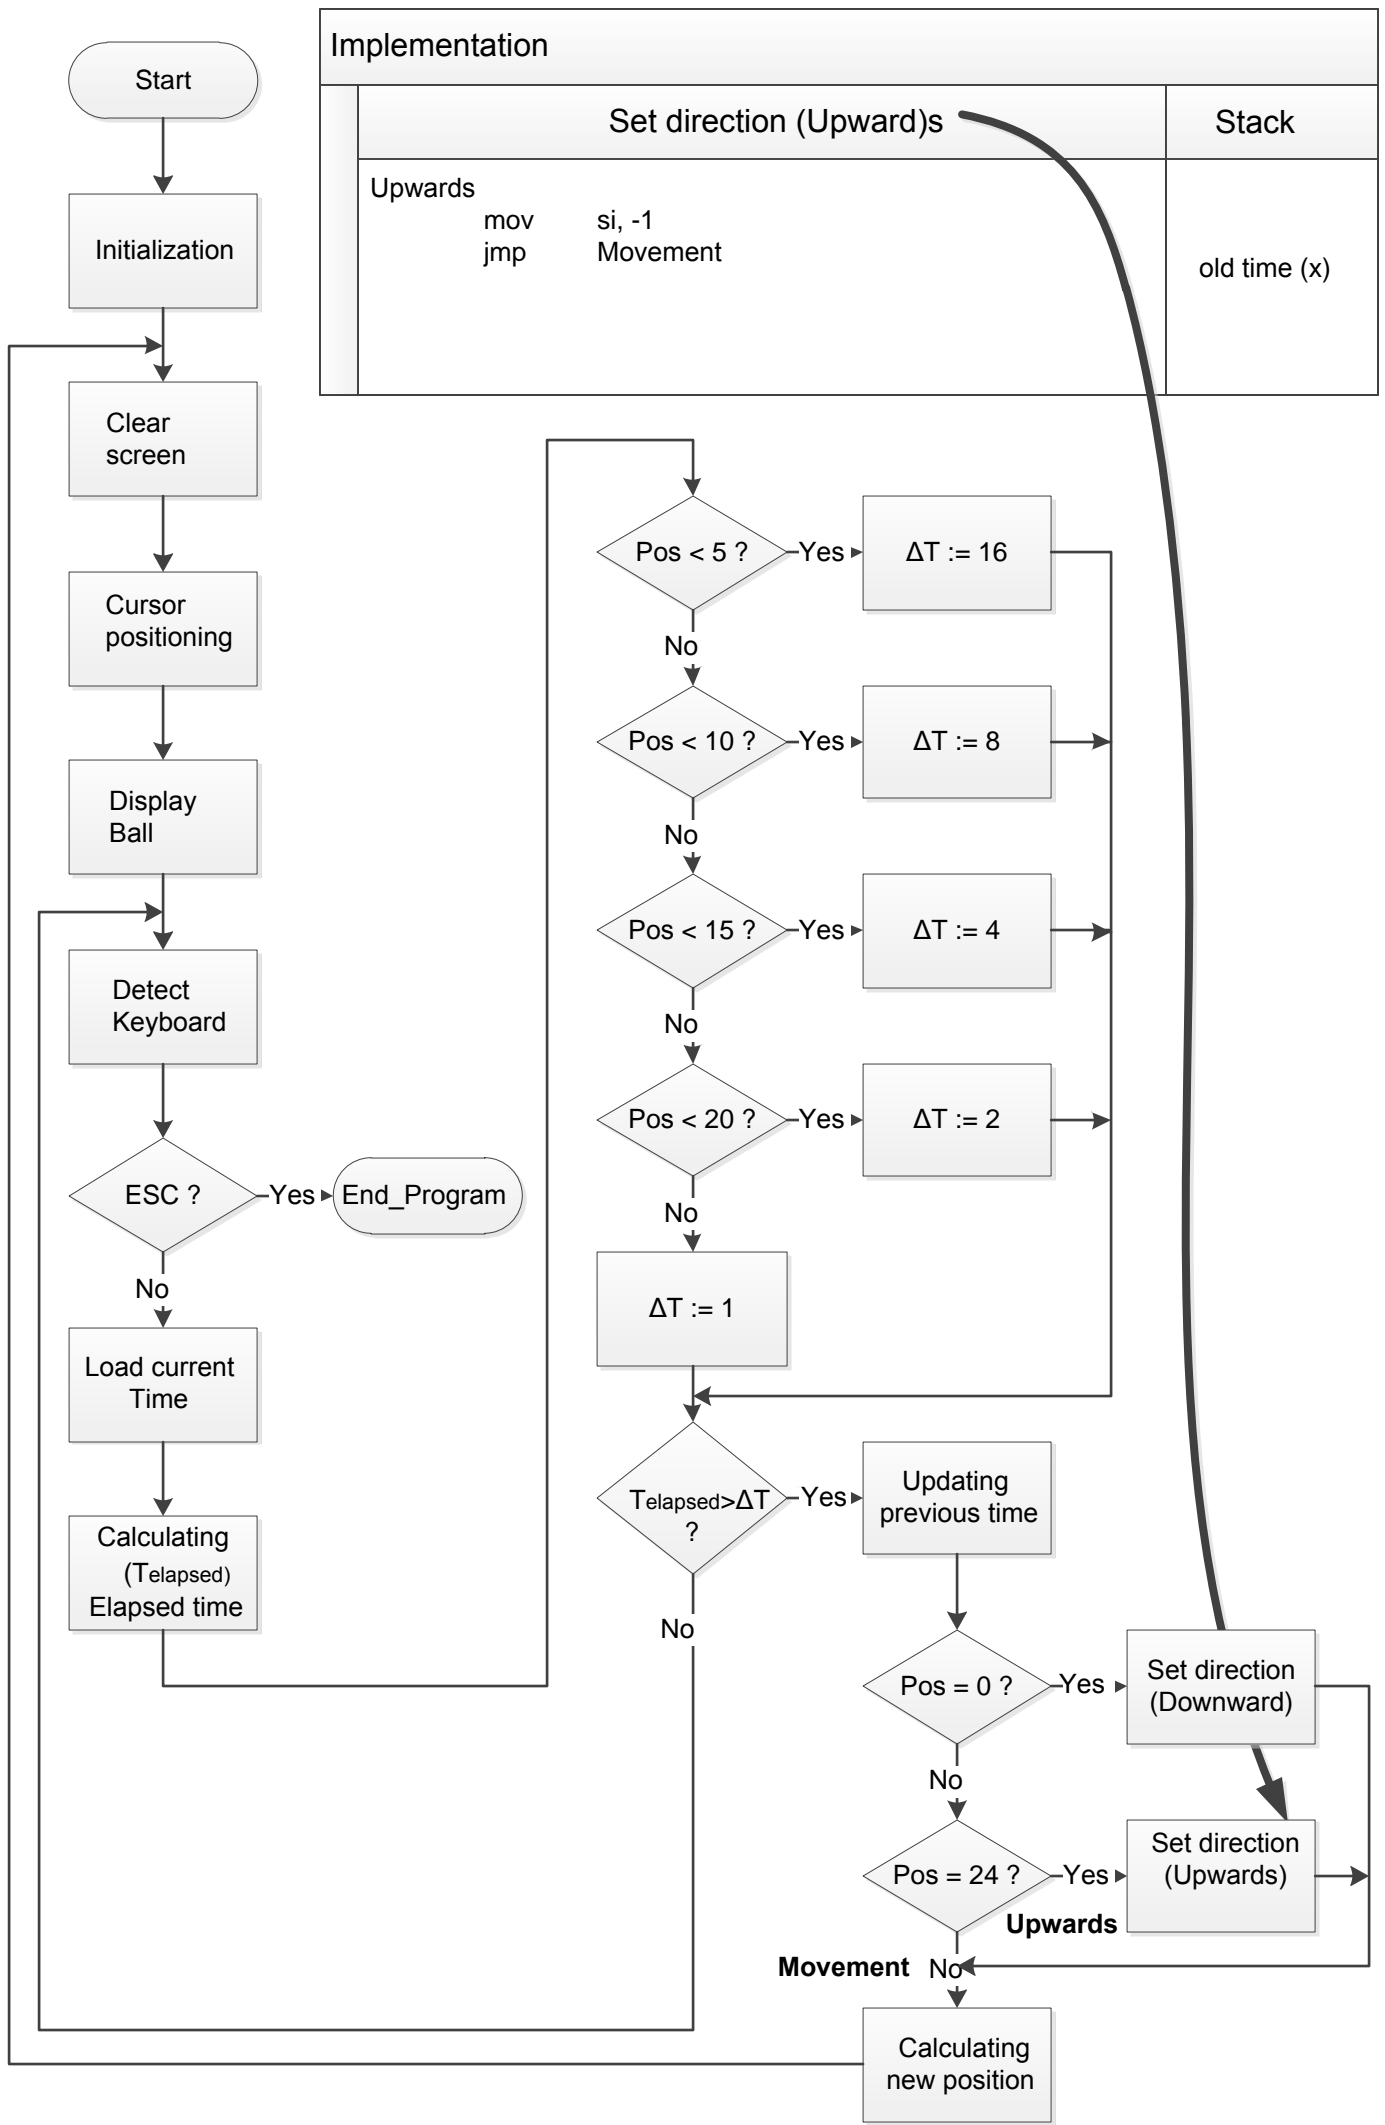 Implementation
Set direction (Upward)s
Stack
Upwards
mov si, -1
jmp Movement
old time (x)
Start
Initialization
Clear
screen
Cursor
positioning
Display
Ball
Detect
Keyboard
ESC ?
Yes
End_Program
No
Load current
Time
Calculating
(Telapsed)
Elapsed time
Pos < 5 ?
Yes
ΔT := 16
No
Pos < 10 ?
Yes
ΔT := 8
No
Pos < 15 ?
Yes
ΔT := 4
No
Pos < 20 ?
Yes
ΔT := 2
No
ΔT := 1
Telapsed>ΔT
?
Yes
Updating
previous time
No
Pos = 0 ?
Yes
Set direction
(Downward)
No
Pos = 24 ?
Yes
Set direction
(Upwards)
Upwards
Movement
No
Calculating
new position